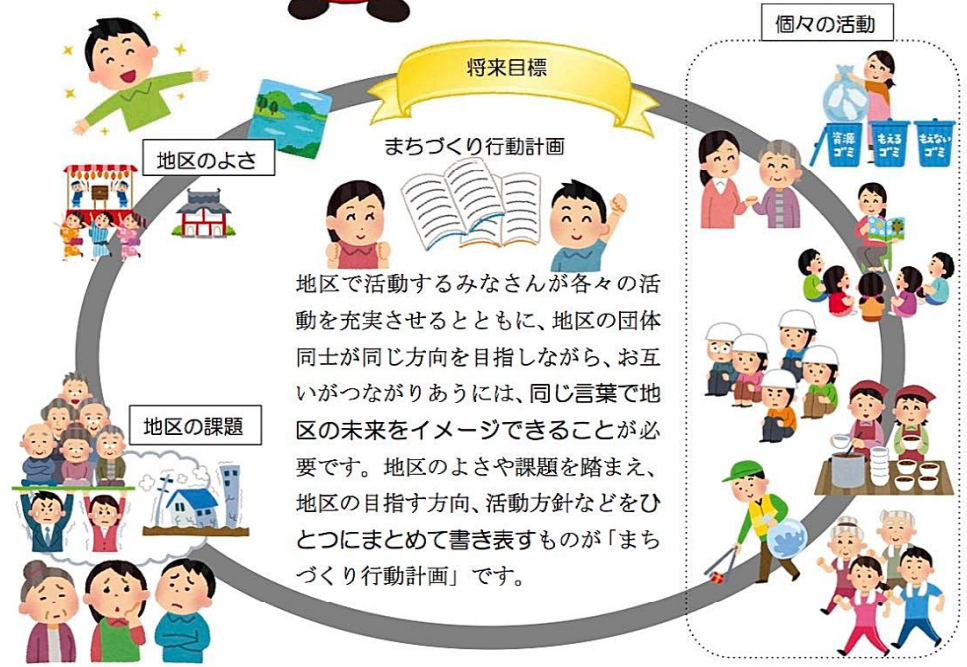 個々の活動
将来目標
資源
ゴミ
もえる
ゴミ
もえない
ゴミ
まちづくり行動計画
地区のよさ
地区で活動するみなさんが各々の活
動を充実させるとともに、地区の団体
同士が同じ方向を目指しながら、お互
いがつながりあうには、同じ言葉で地
区の未来をイメージできることが必
要です。地区のよさや課題を踏まえ、
地区の目指す方向、活動方針などをひ
とつにまとめて書き表すものが「まち
づくり行動計画」です。
地区の課題